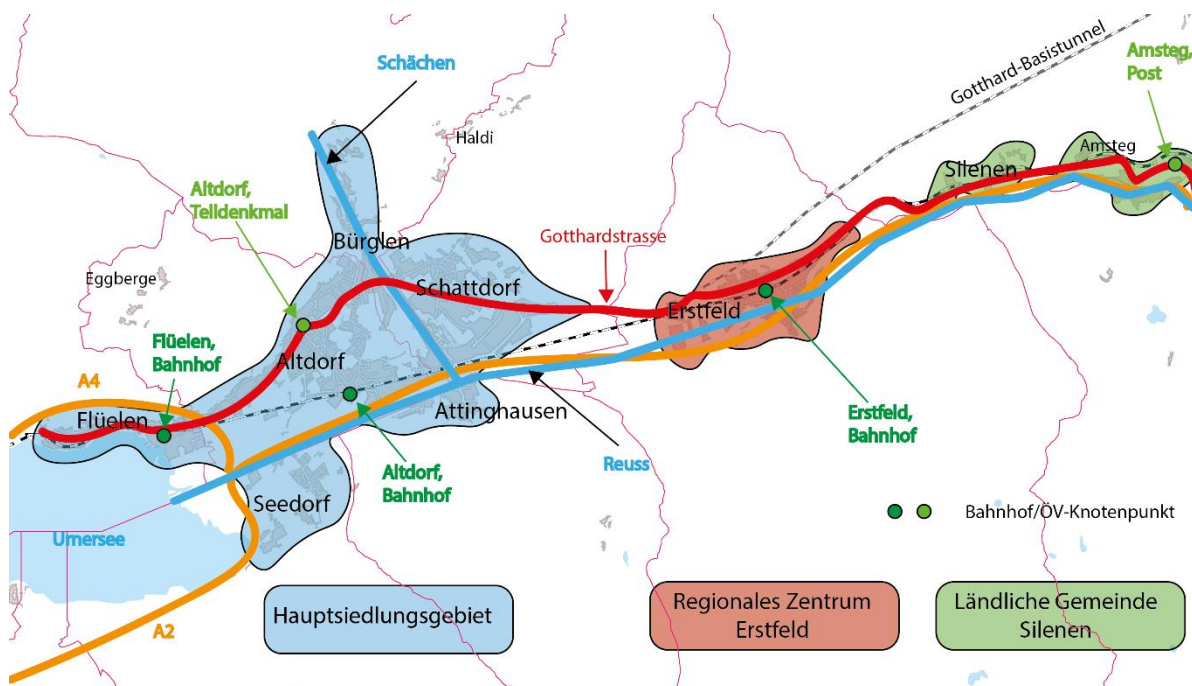 Schächen
Haldi
Gotthard-Basistunnel
Amsteg,
Post
Amsteg
Silenen
Altdorf,
Telldenkmal
Bürglen
Gotthardstrasse
Eggberge
Schattdorf
Erstfeld
Flüelen,
Bahnhof
Altdorf
A4
Flüelen
Attinghausen
Erstfeld,
Bahnhof
Altdorf,
Bahnhof
Reuss
Seedorf
Bahnhof/ÖV-Knotenpunkt
Urnersee
Hauptsiedlungsgebiet
Regionales Zentrum
Erstfeld
Ländliche Gemeinde
Silenen
A2